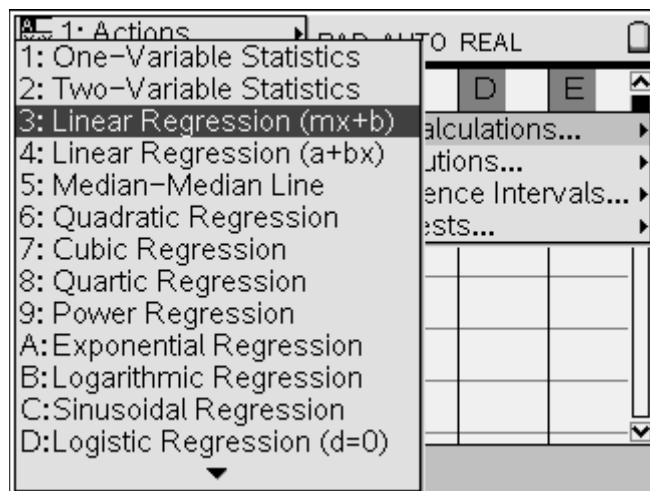 1: Actions
TO REAL
1: One-Variable Statistics
2: Two-Variable Statistics
3: Linear Regression (mx+b)
4: Linear Regression (a+bx)
5: Median-Median Line
6: Quadratic Regression
7: Cubic Regression
8: Quartic Regression
9: Power Regression
A:Exponential Regression
B:Logarithmic Regression
C:Sinusoidal Regression
D:Logistic Regression (d=0)
D E
alculations...
utions...
ence Intervals...
ests...